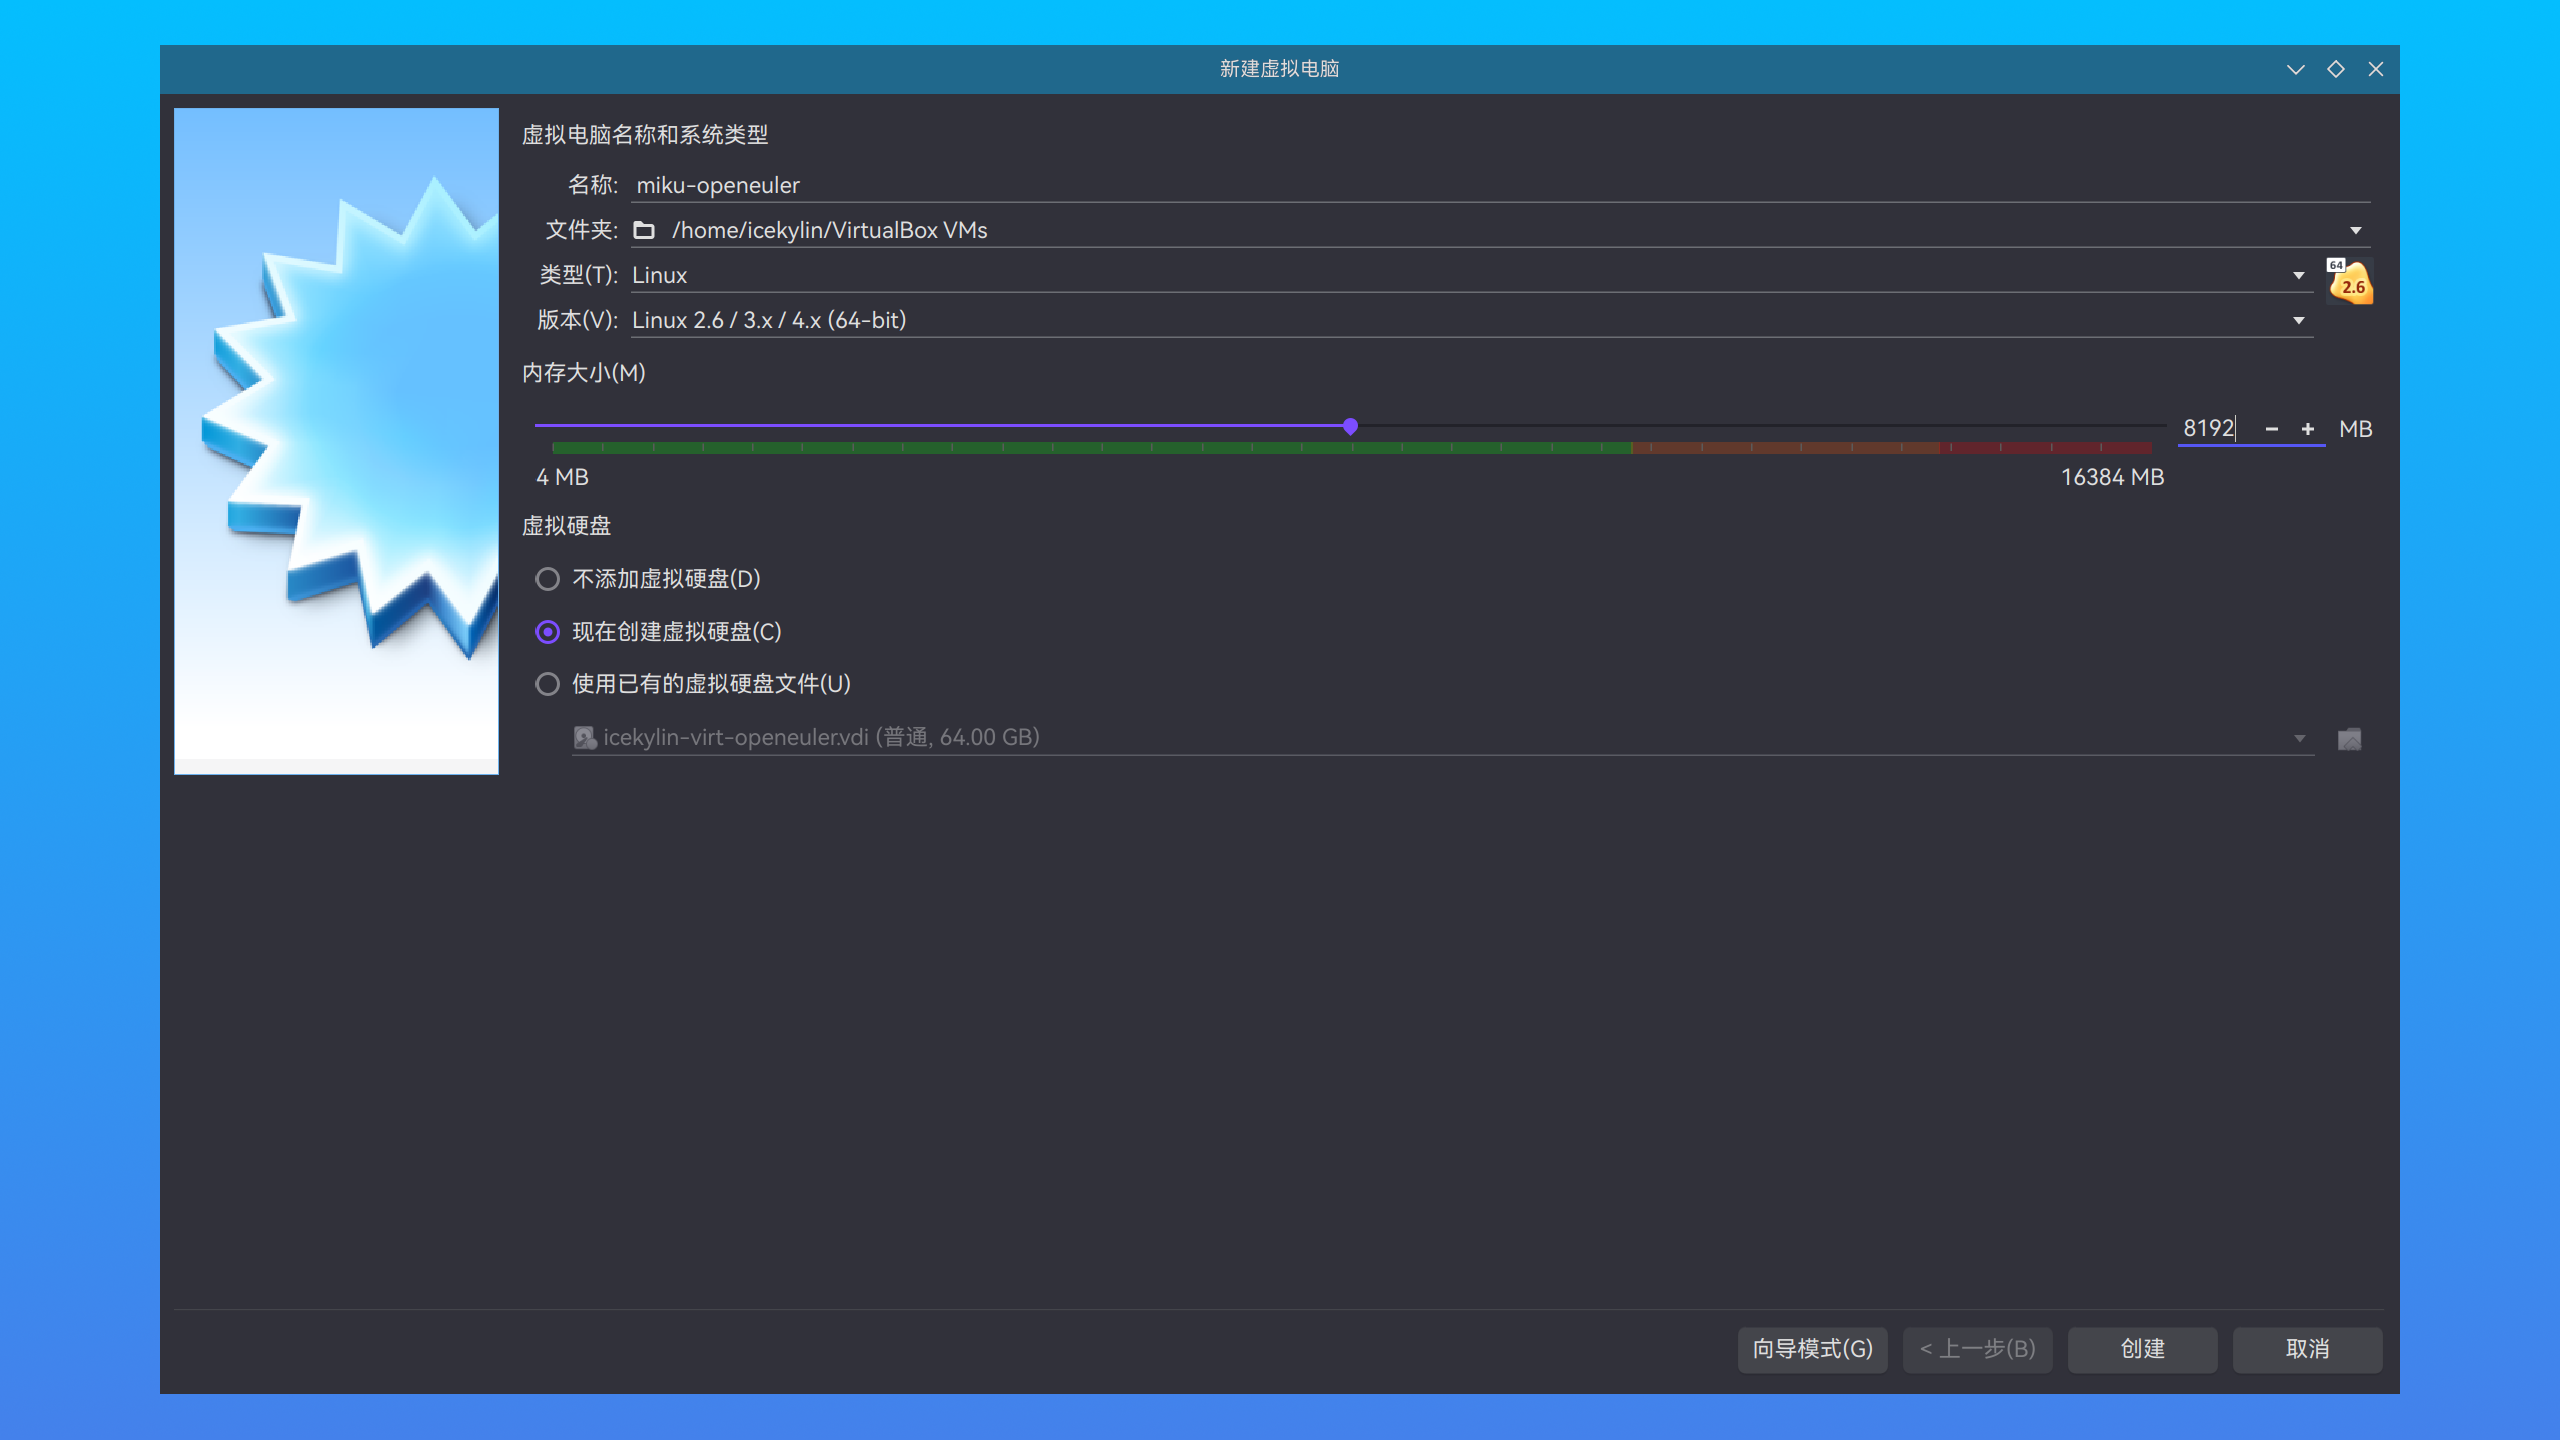 新建虚拟电脑
虚拟电脑名称和系统类型
名称: miku-openeuler
文件夹: /home/icekylin/VirtualBox VMs
类型(T): Linux
64
2.6
版本(V): Linux 2.6 / 3.x / 4.x (64-bit)
内存大小(M)
8192 − + MB
4 MB 16384 MB
虚拟硬盘
不添加虚拟硬盘(D)
现在创建虚拟硬盘(C)
使用已有的虚拟硬盘文件(U)
icekylin-virt-openeuler.vdi (普通, 64.00 GB)
向导模式(G) < 上一步(B) 创建 取消